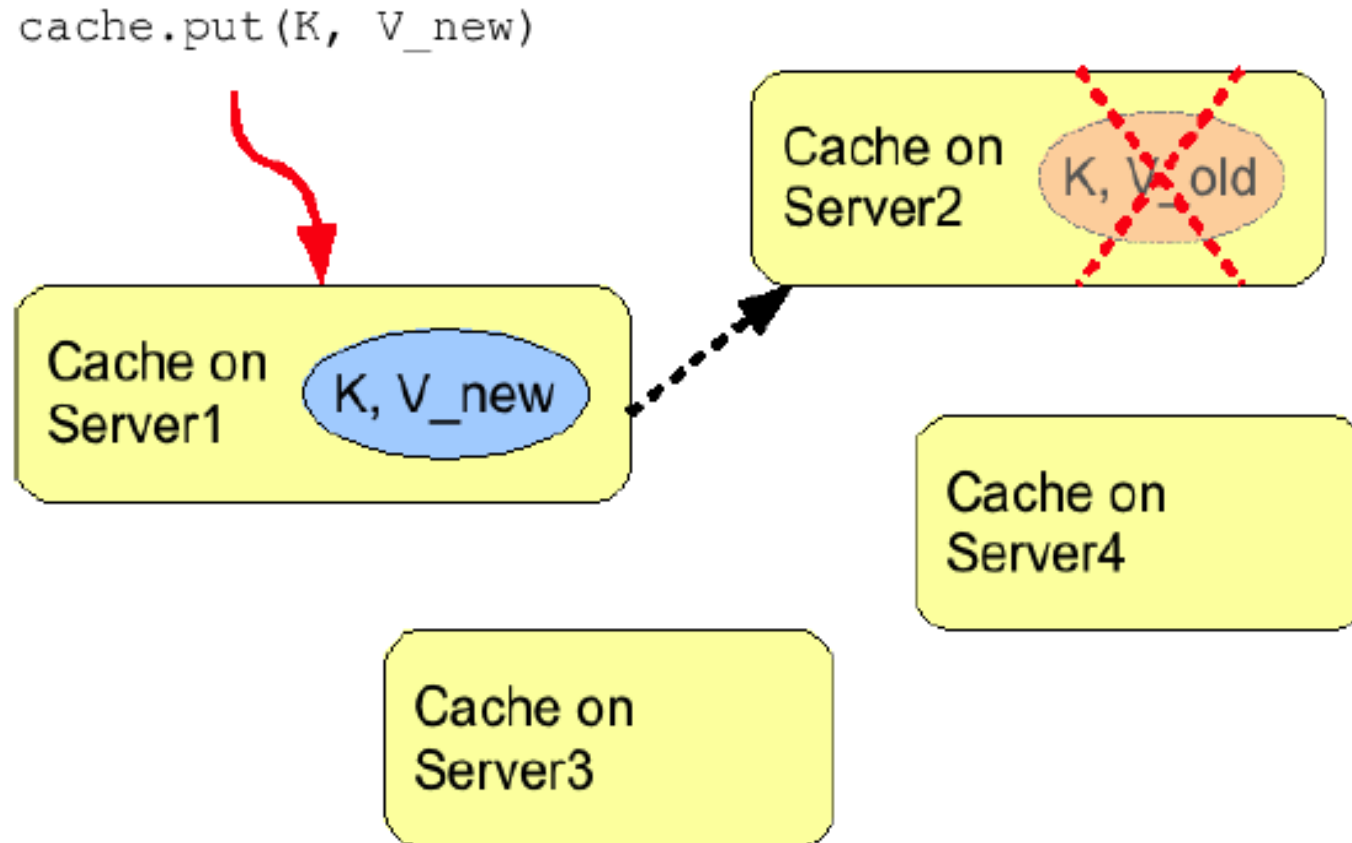 cache.put(K, V_new)
Cache on
Server2
K, V_old
Cache on
Server1
K, V_new
Cache on
Server4
Cache on
Server3